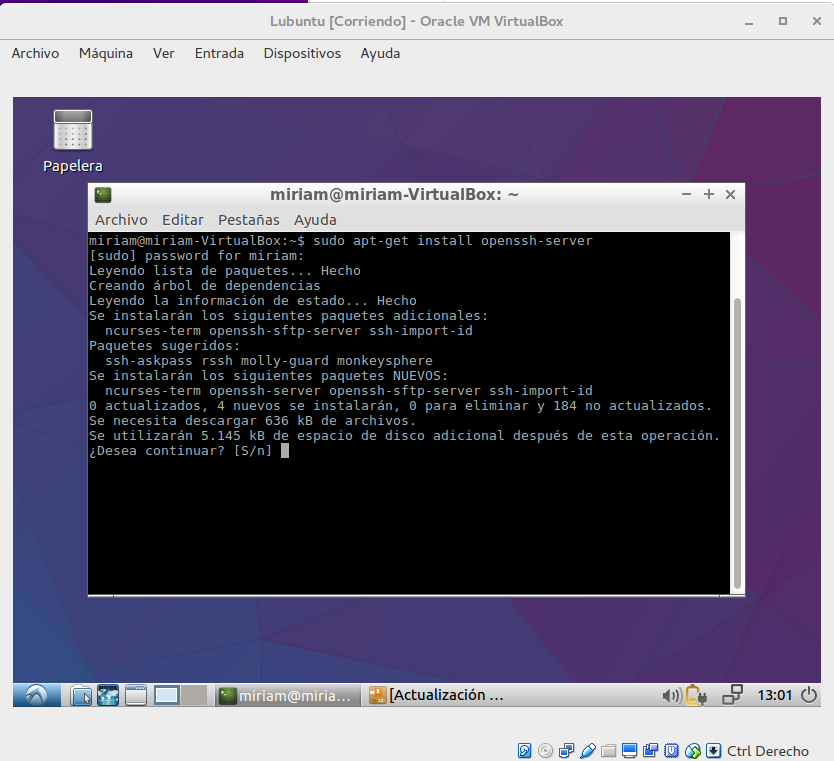 Lubuntu [Corriendo] - Oracle VM VirtualBox
Archivo Máquina Ver Entrada Dispositivos Ayuda
Papelera
miriam@miriam-VirtualBox: ~
Archivo Editar Pestañas Ayuda
miriam@miriam-VirtualBox:~$ sudo apt-get install openssh-server
[sudo] password for miriam:
Leyendo lista de paquetes... Hecho
Creando árbol de dependencias
Leyendo la información de estado... Hecho
Se instalarán los siguientes paquetes adicionales:
ncurses-term openssh-sftp-server ssh-import-id
Paquetes sugeridos:
ssh-askpass rssh molly-guard monkeysphere
Se instalarán los siguientes paquetes NUEVOS:
ncurses-term openssh-server openssh-sftp-server ssh-import-id
0 actualizados, 4 nuevos se instalarán, 0 para eliminar y 184 no actualizados.
Se necesita descargar 636 kB de archivos.
Se utilizarán 5.145 kB de espacio de disco adicional después de esta operación.
¿Desea continuar? [S/n]
miriam@miria... [Actualización ... 13:01
Ctrl Derecho